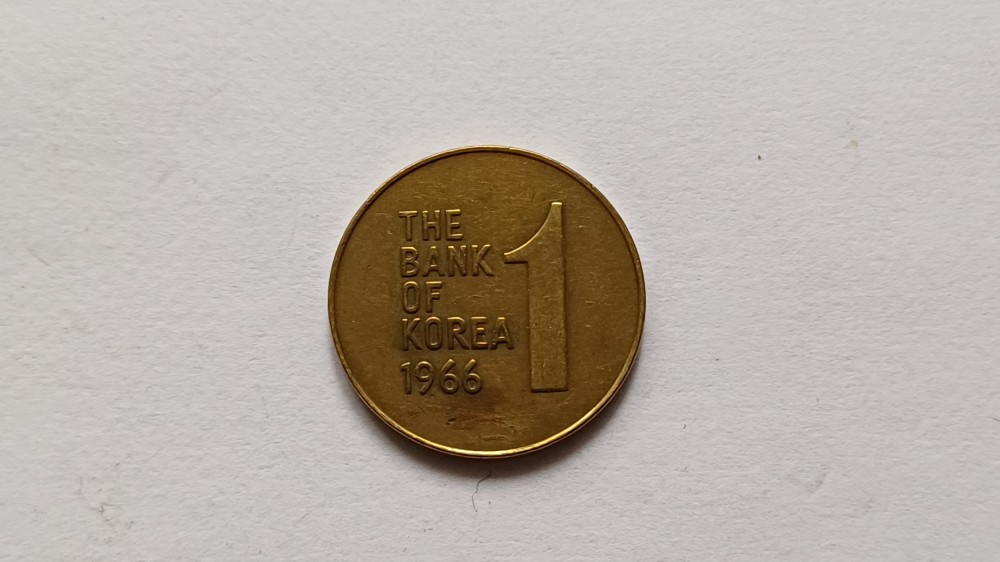 THE
BANK
OF
KOREA
1966
1